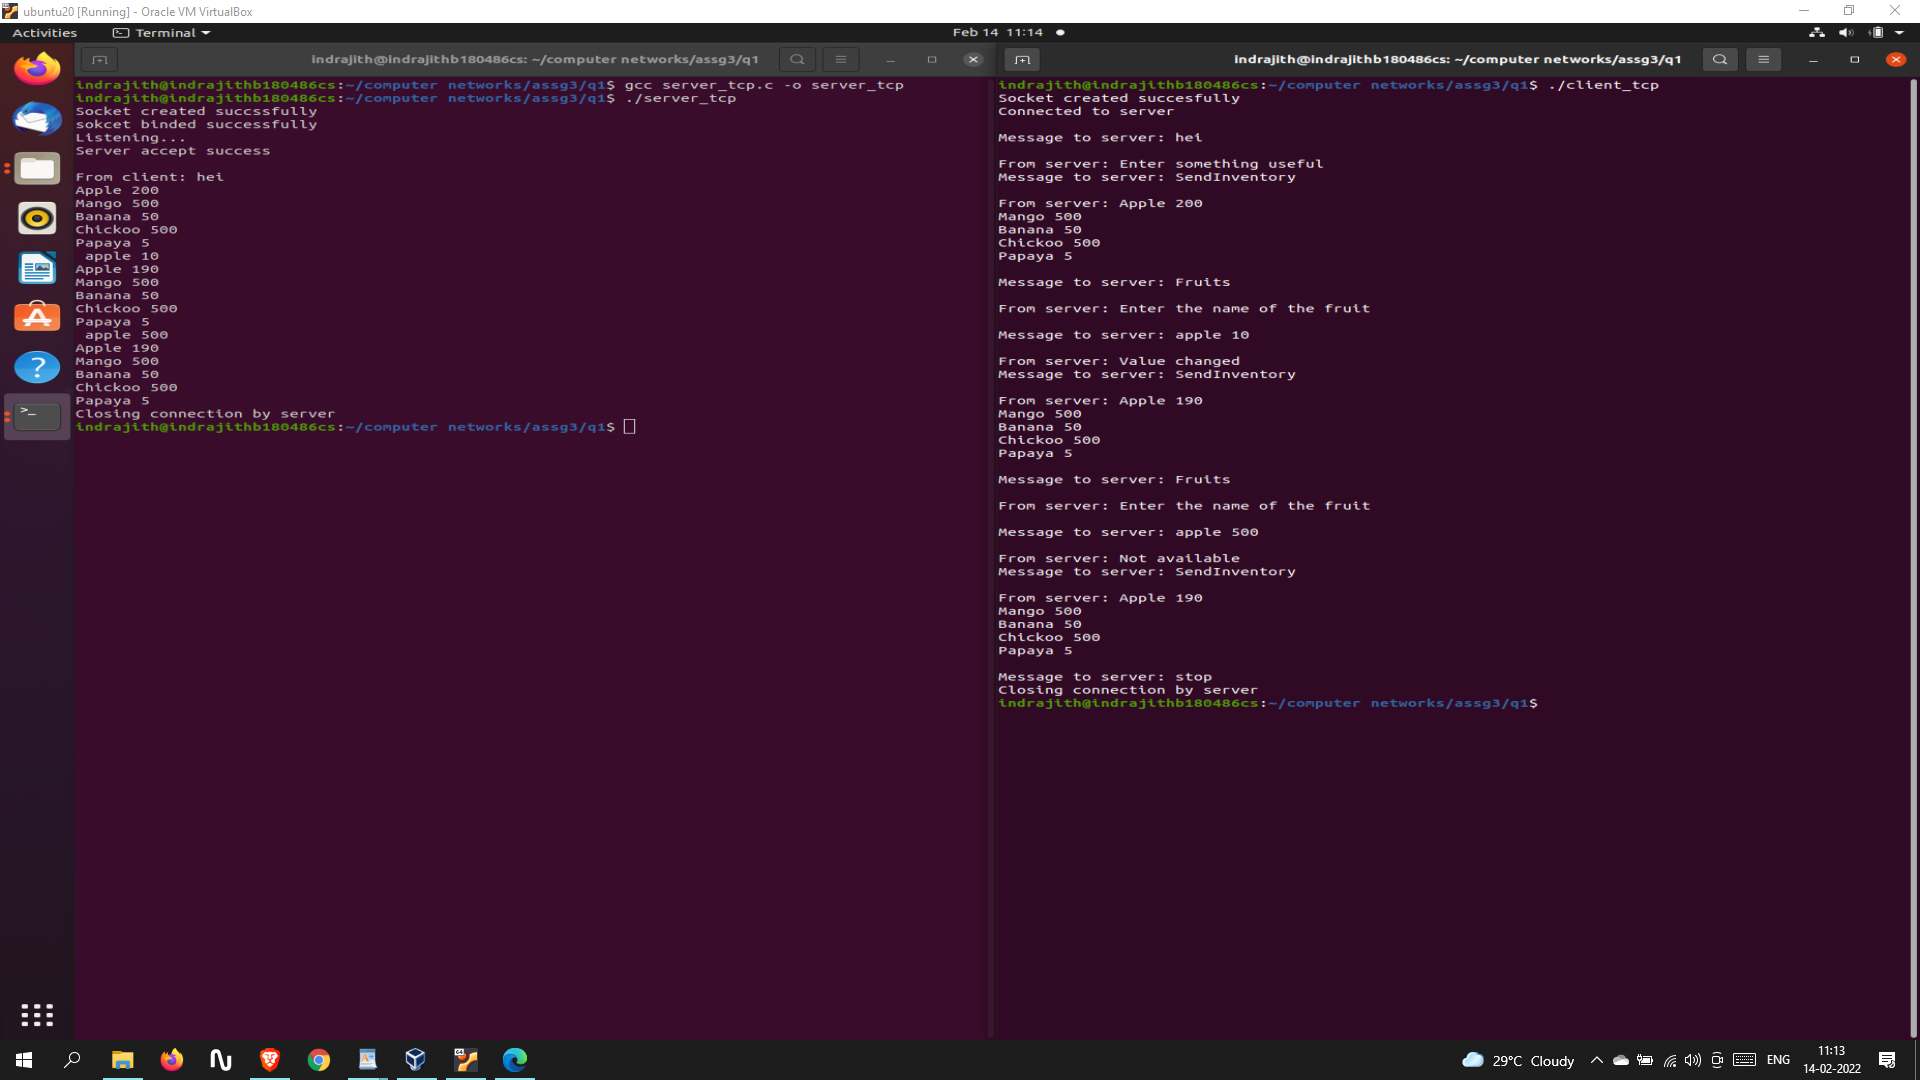 ubuntu20 [Running] - Oracle VM VirtualBox
Activities
Terminal
Feb 14 11:14
indrajith@indrajithb180486cs: ~/computer networks/assg3/q1
indrajith@indrajithb180486cs:~/computer networks/assg3/q1$ gcc server_tcp.c -o server_tcp
indrajith@indrajithb180486cs:~/computer networks/assg3/q1$ ./server_tcp
Socket created succssfully
sokcet binded successfully
Listening...
Server accept success
From client: hei
Apple 200
Mango 500
Banana 50
Chickoo 500
Papaya 5
apple 10
Apple 190
Mango 500
Banana 50
Chickoo 500
Papaya 5
apple 500
Apple 190
Mango 500
Banana 50
Chickoo 500
Papaya 5
Closing connection by server
indrajith@indrajithb180486cs:~/computer networks/assg3/q1$
indrajith@indrajithb180486cs: ~/computer networks/assg3/q1
indrajith@indrajithb180486cs:~/computer networks/assg3/q1$ ./client_tcp
Socket created succesfully
Connected to server
Message to server: hei
From server: Enter something useful
Message to server: SendInventory
From server: Apple 200
Mango 500
Banana 50
Chickoo 500
Papaya 5
Message to server: Fruits
From server: Enter the name of the fruit
Message to server: apple 10
From server: Value changed
Message to server: SendInventory
From server: Apple 190
Mango 500
Banana 50
Chickoo 500
Papaya 5
Message to server: Fruits
From server: Enter the name of the fruit
Message to server: apple 500
From server: Not available
Message to server: SendInventory
From server: Apple 190
Mango 500
Banana 50
Chickoo 500
Papaya 5
Message to server: stop
Closing connection by server
indrajith@indrajithb180486cs:~/computer networks/assg3/q1$
29°C Cloudy
ENG
11:13
14-02-2022